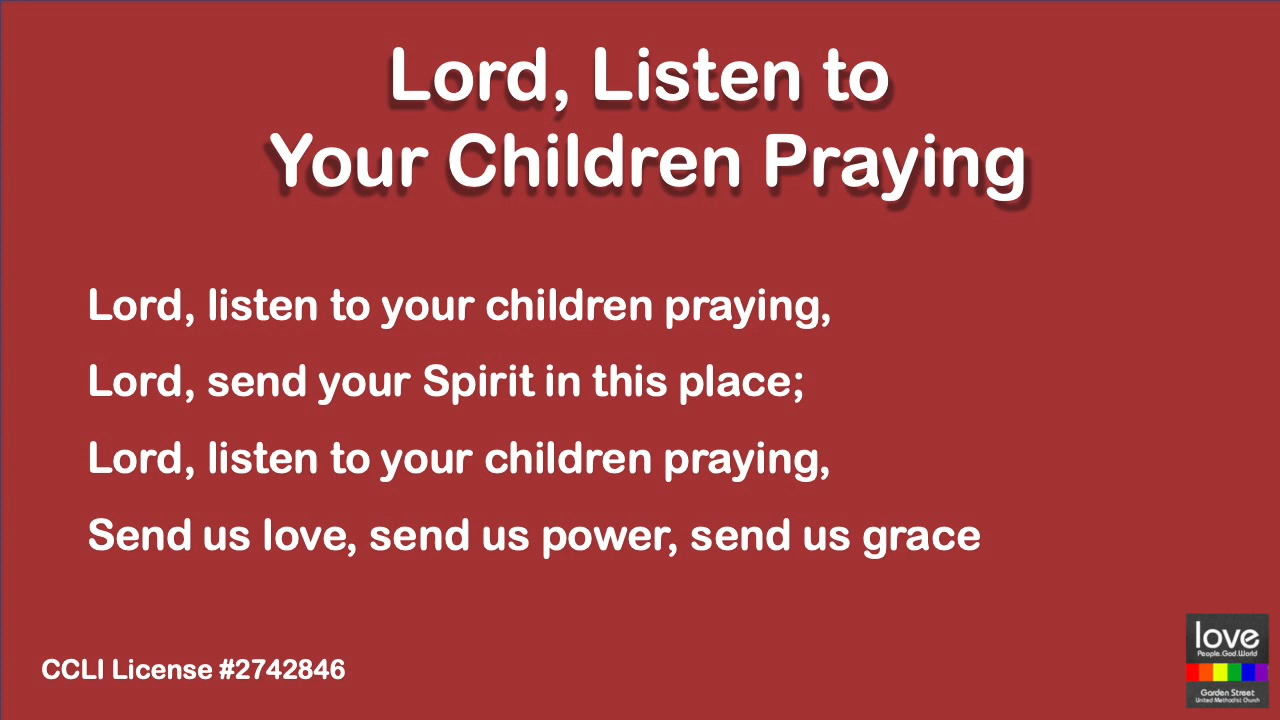 Lord, Listen to
Your Children Praying
Lord, listen to your children praying,
Lord, send your Spirit in this place;
Lord, listen to your children praying,
Send us love, send us power, send us grace
CCLI License #2742846
love
People.God.World
Garden Street
United Methodist Church